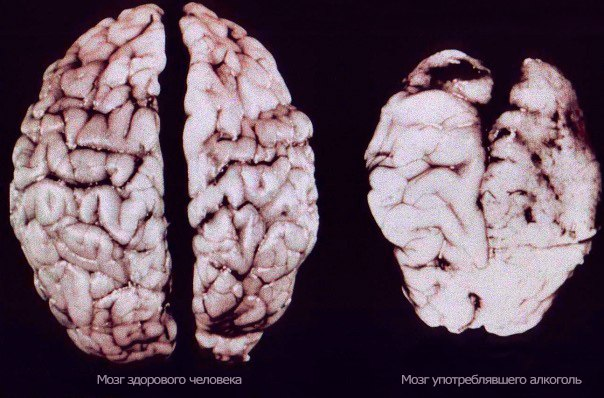 Мозг здорового человека
Мозг употреблявшего алкоголь